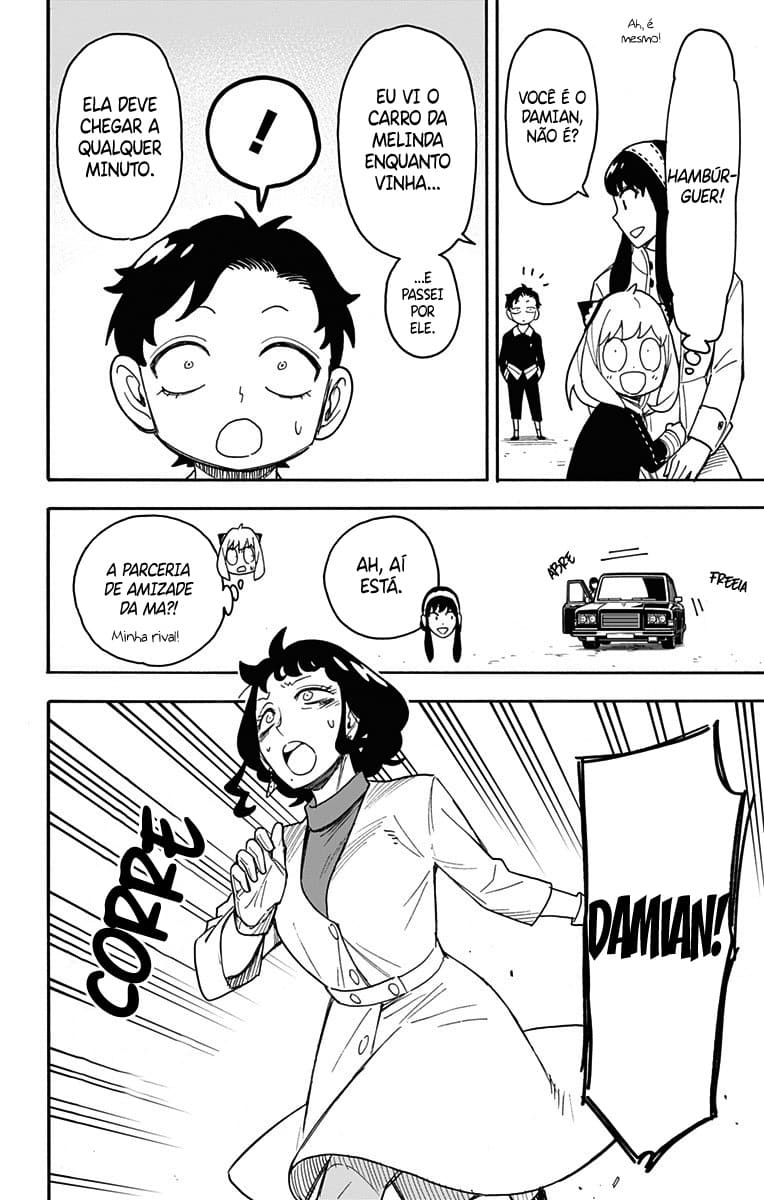 Ah, é
mesmo!
HAMBÚR-
GUER!
VOCÊ É O
DAMIAN,
NÃO É?
EU VI O
CARRO DA
MELINDA
ENQUANTO
VINHA...
...E
PASSEI
POR
ELE.
!
ELA DEVE
CHEGAR A
QUALQUER
MINUTO.
FREEIA
ABRE
AH, AÍ
ESTÁ.
A PARCERIA
DE AMIZADE
DA MA?!
Minha rival!
DAMIAN!
CORRE